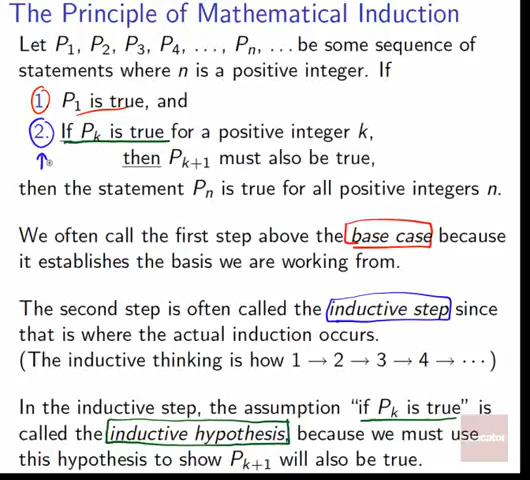 The Principle of Mathematical Induction
Let P₁, P₂, P₃, P₄, …, Pₙ, … be some sequence of
statements where n is a positive integer. If
1. P₁ is true, and
2. If Pₖ is true for a positive integer k,
then Pₖ₊₁ must also be true,
then the statement Pₙ is true for all positive integers n.
We often call the first step above the base case because
it establishes the basis we are working from.
The second step is often called the inductive step since
that is where the actual induction occurs.
(The inductive thinking is how 1 → 2 → 3 → 4 → ⋯)
In the inductive step, the assumption “if Pₖ is true” is
called the inductive hypothesis, because we must use
this hypothesis to show Pₖ₊₁ will also be true.